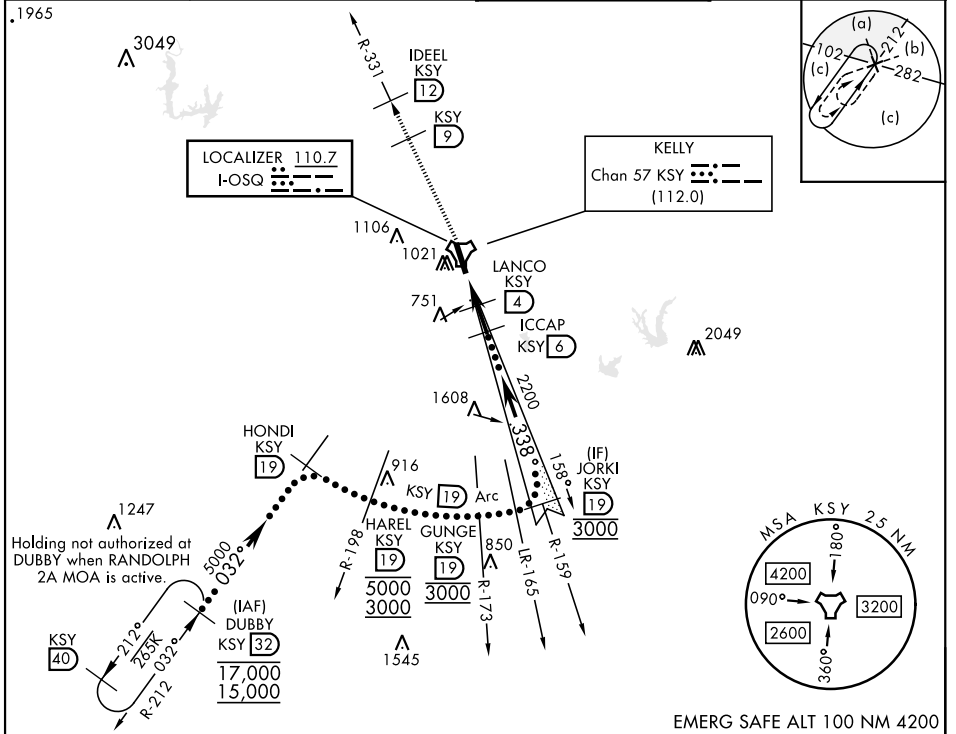 .1965
3049
R-331
IDEEL
KSY
12
KSY
9
(a)
212
(b)
102
282
(c)
(c)
LOCALIZER 110.7
I-OSQ
KELLY
Chan 57 KSY
(112.0)
1106
1021
LANCO
KSY
4
751
ICCAP
KSY 6
2049
2200
1608
338°
158°
(IF)
JORKI
KSY
19
3000
HONDI
KSY
19
916
KSY 19 Arc
HAREL
KSY
19
5000
3000
GUNGE
KSY
19
3000
850
R-198
R-173
LR-165
R-159
1247
Holding not authorized at
DUBBY when RANDOLPH
2A MOA is active.
5000
032°
212°
265K
032°
R-212
KSY
40
(IAF)
DUBBY
KSY 32
17,000
15,000
1545
MSA KSY 25 NM
180°
4200
090°
3200
2600
360°
EMERG SAFE ALT 100 NM 4200